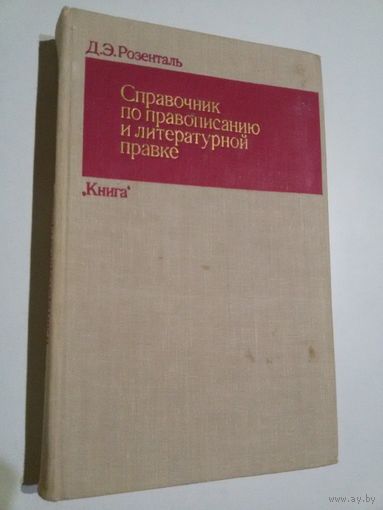 Д.Э.Розенталь
Справочник
по правописанию
и литературной
правке
„Книга“
www.ay.by